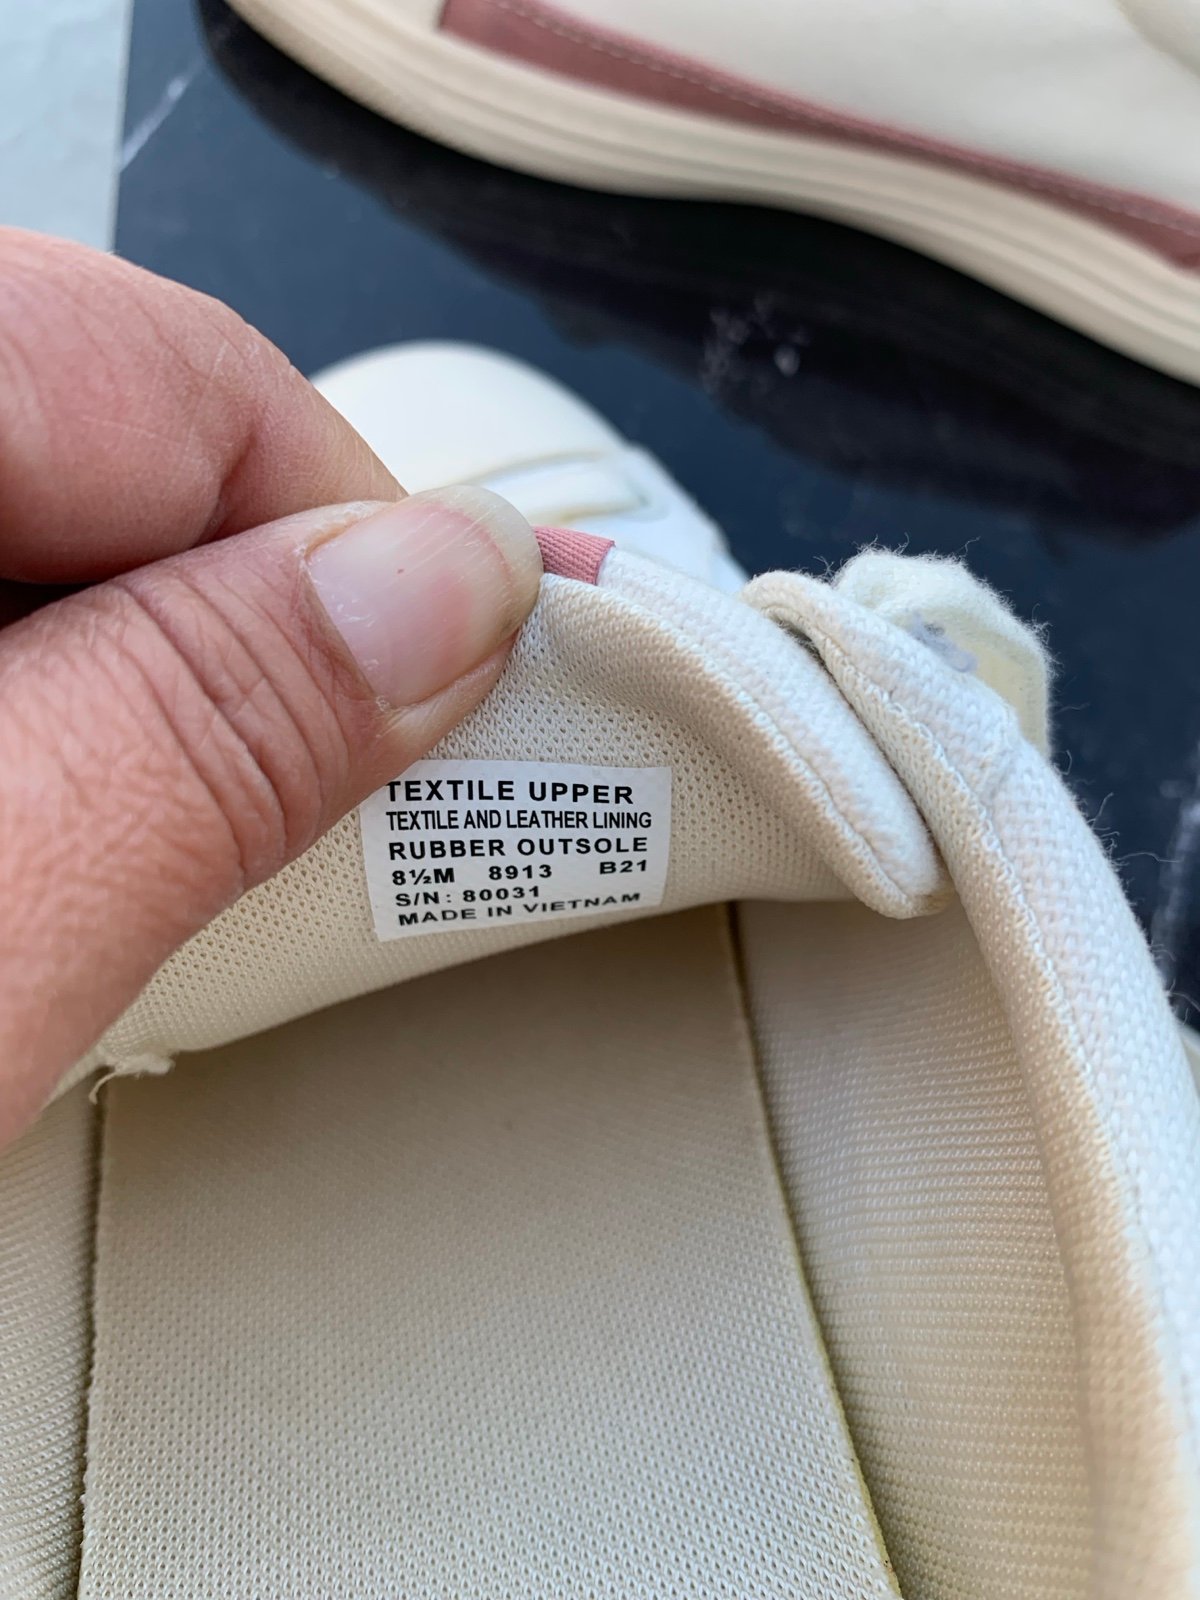 TEXTILE UPPER
TEXTILE AND LEATHER LINING
RUBBER OUTSOLE
8½M 8913 B21
S/N: 80031
MADE IN VIETNAM